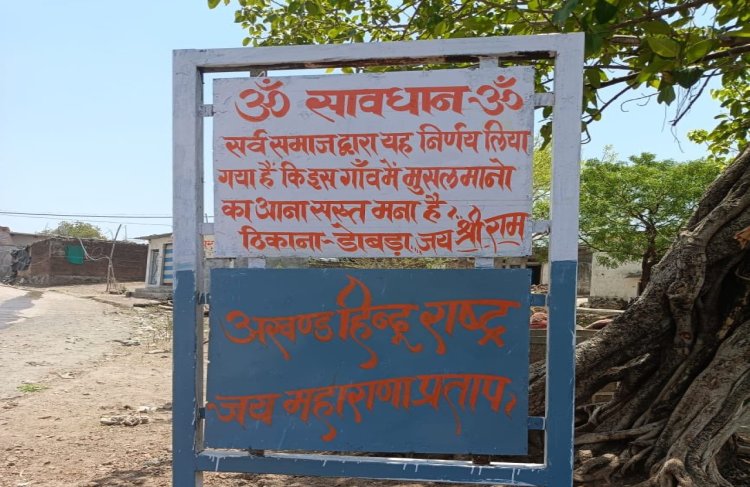 ॐ सावधान-ॐ
सर्व समाज द्वारा यह निर्णय लिया
गया हैं कि इस गाँव में मुसलमानो
का आना सख्त मना है,
ठिकाना-डोबड़ा, जय श्री राम
अखण्ड हिन्दू राष्ट्र
जय महाराणा प्रताप,